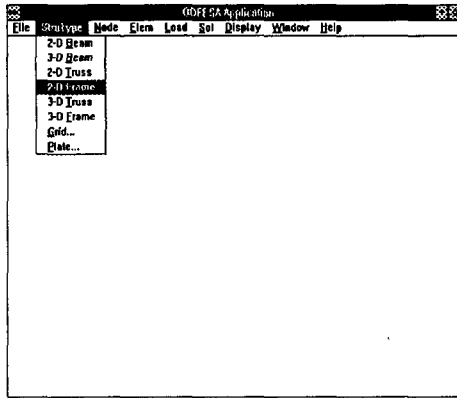 OOFESA Application
File Strutype Node Elem Load Sol Display Window Help
2-D Beam
3-D Beam
2-D Truss
2-D Frame
3-D Truss
3-D Frame
Grid...
Plate...